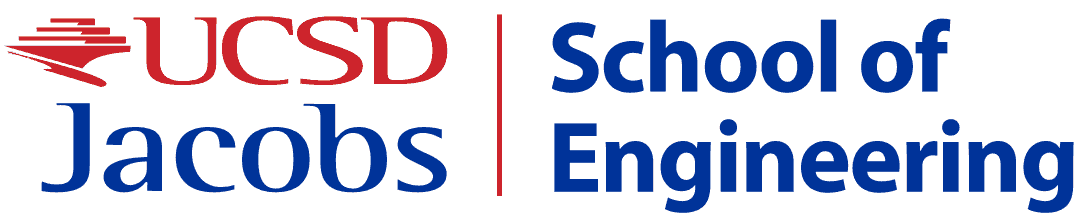 UCSD
Jacobs
School of
Engineering